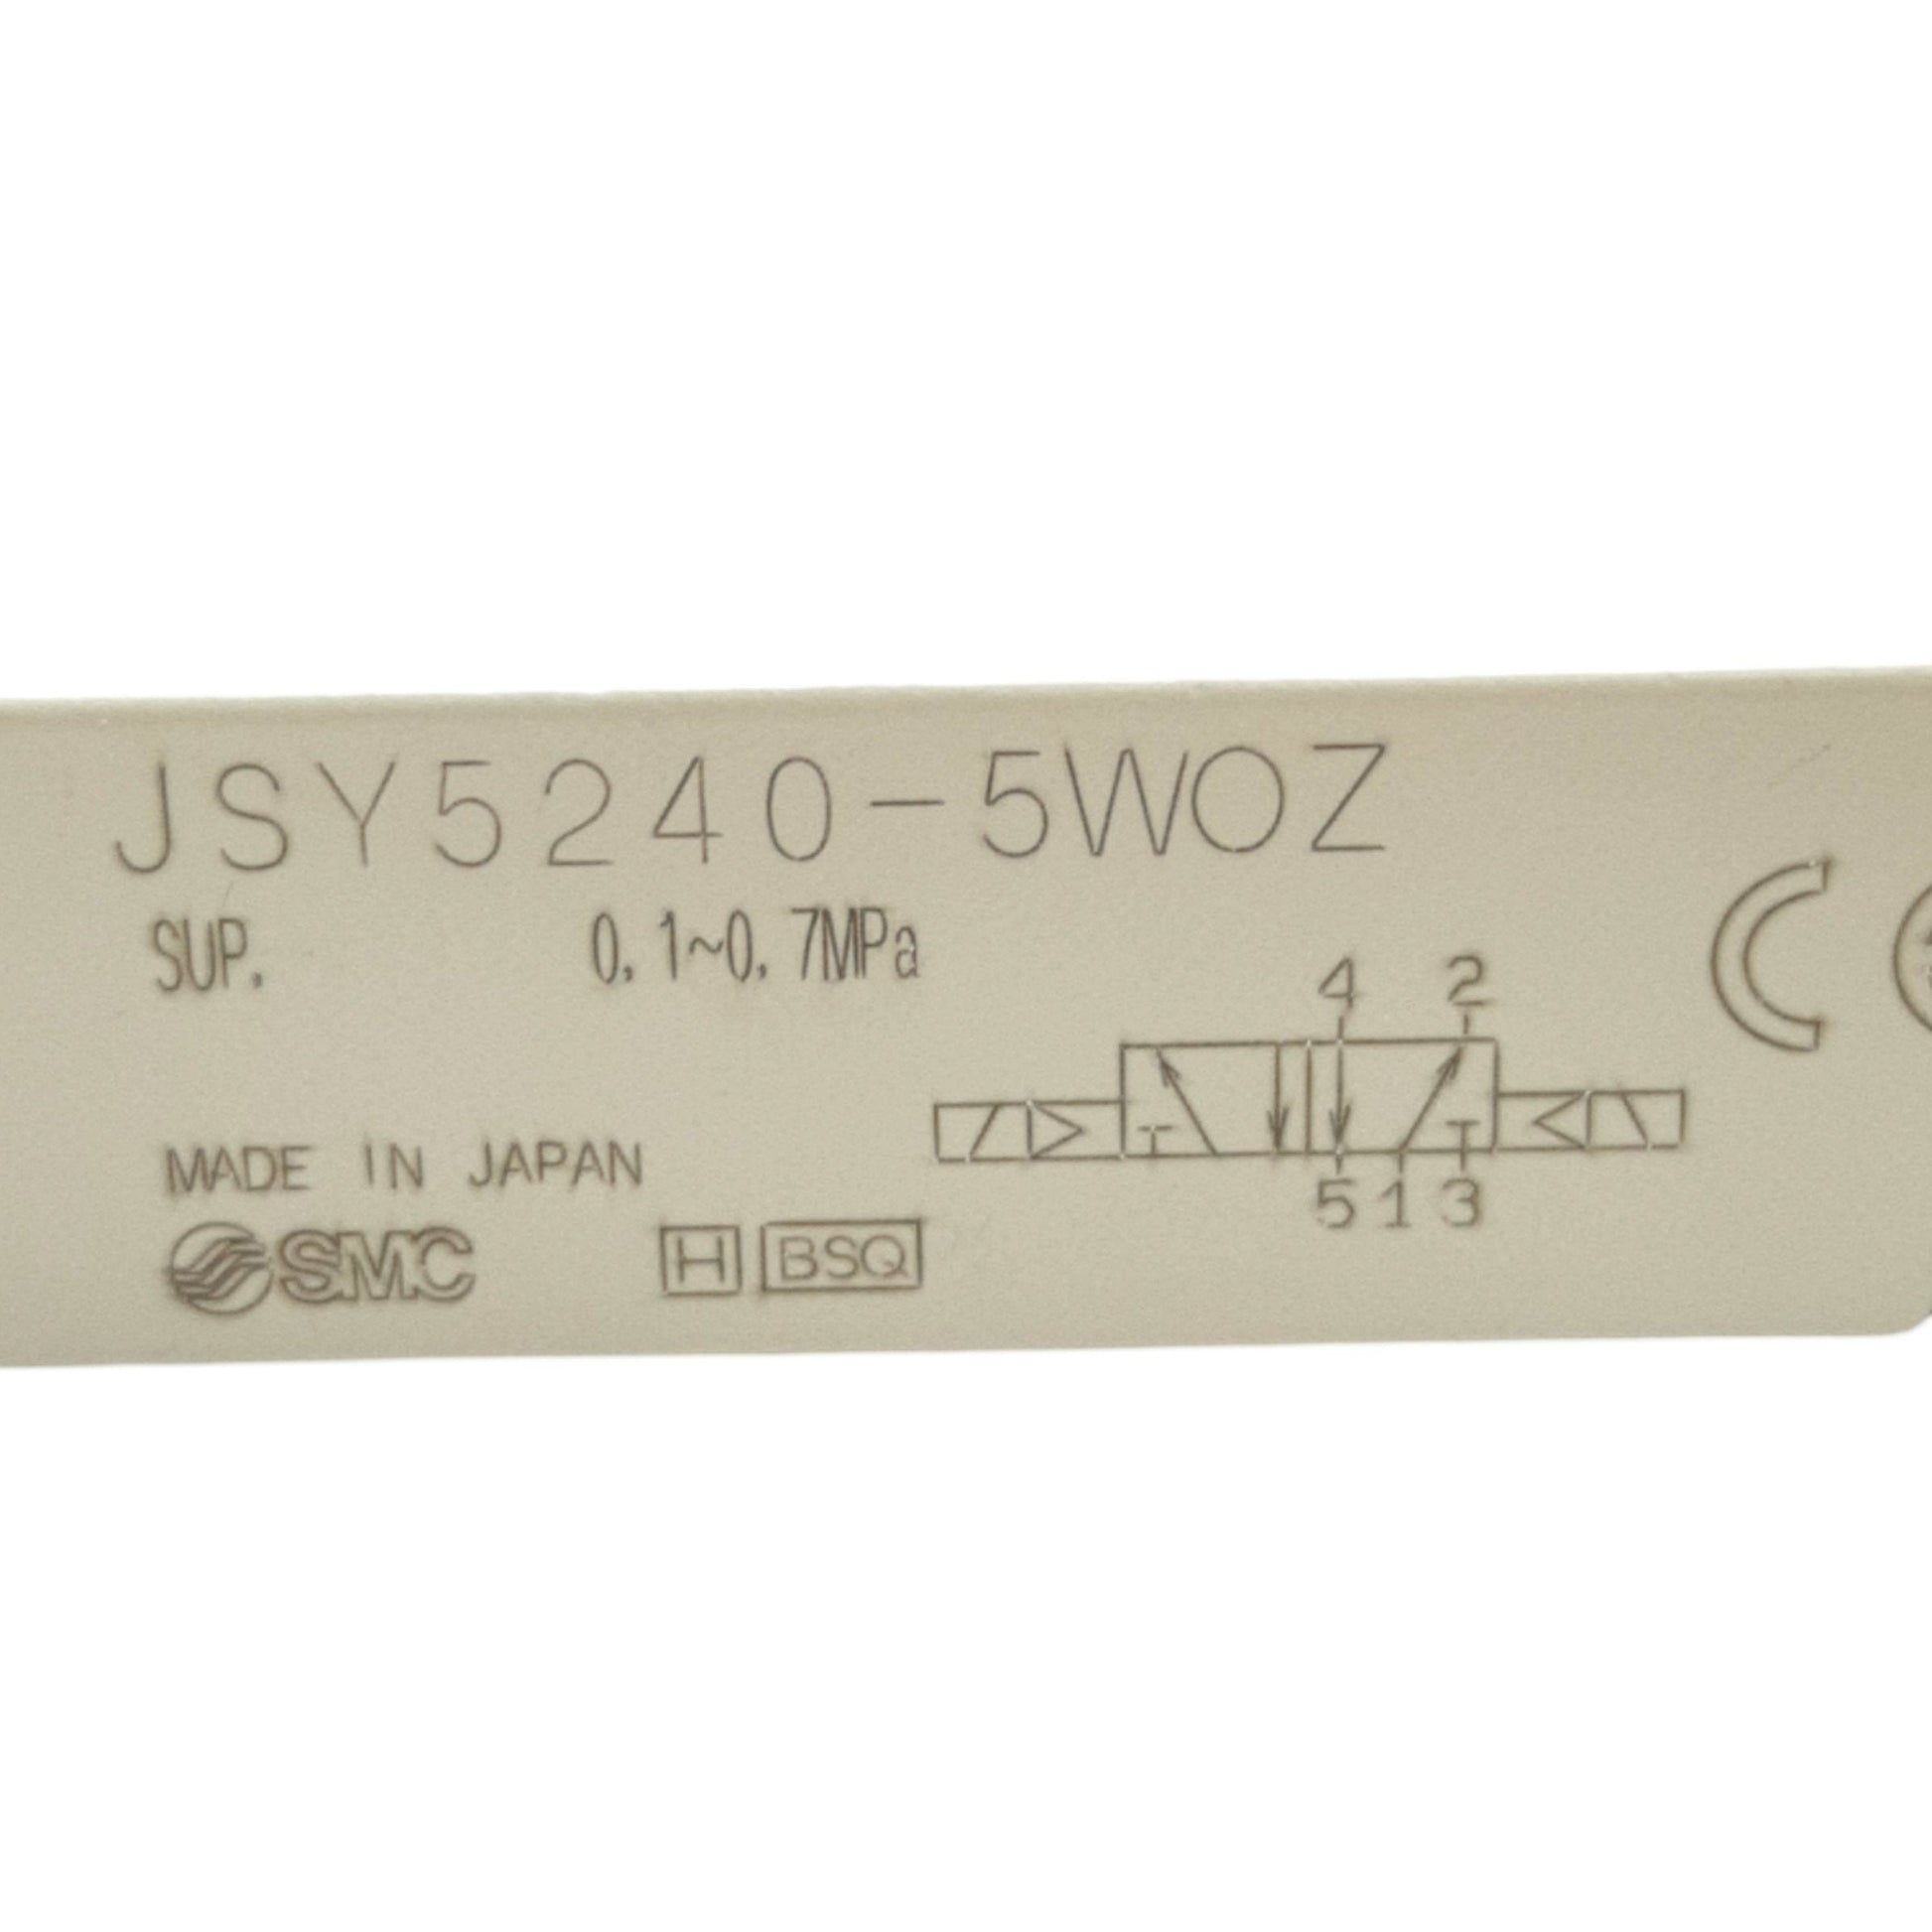 JSY5240-5WOZ
SUP. 0.1~0.7MPa
4 2
5 1 3
MADE IN JAPAN
SMC H BSQ